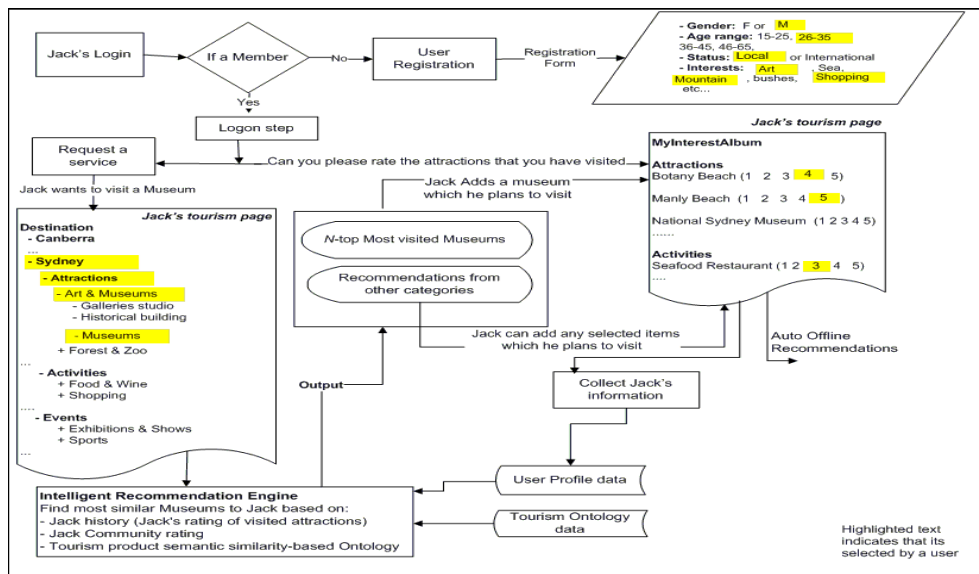 Jack's Login
If a Member
No
User
Registration
Registration
Form
- Gender: F or M
- Age range: 15-25, 26-35
36-45, 46-65,
- Status: Local or International
- Interests: Art , Sea,
Mountain , bushes, Shopping
etc...
Yes
Logon step
Request a
service
Can you please rate the attractions that you have visited
Jack wants to visit a Museum
Jack's tourism page
Destination
- Canberra
...
- Sydney
- Attractions
- Art & Museums
- Galleries studio
- Historical building
- Museums
+ Forest & Zoo
...
- Activities
+ Food & Wine
+ Shopping
....
- Events
+ Exhibitions & Shows
+ Sports
...
Jack Adds a museum
which he plans to visit
N-top Most visited Museums
Recommendations from
other categories
Jack can add any selected items
which he plans to visit
Output
Jack's tourism page
MyInterestAlbum
Attractions
Botany Beach (1 2 3 4 5)
Manly Beach (1 2 3 4 5)
National Sydney Museum (1 2 3 4 5)
......
Activities
Seafood Restaurant (1 2 3 4 5)
....
Auto Offline
Recommendations
Collect Jack's
information
User Profile data
Tourism Ontology
data
Intelligent Recommendation Engine
Find most similar Museums to Jack based on:
- Jack history (Jack's rating of visited attractions)
- Jack Community rating
- Tourism product semantic similarity-based Ontology
Highlighted text
indicates that its
selected by a user